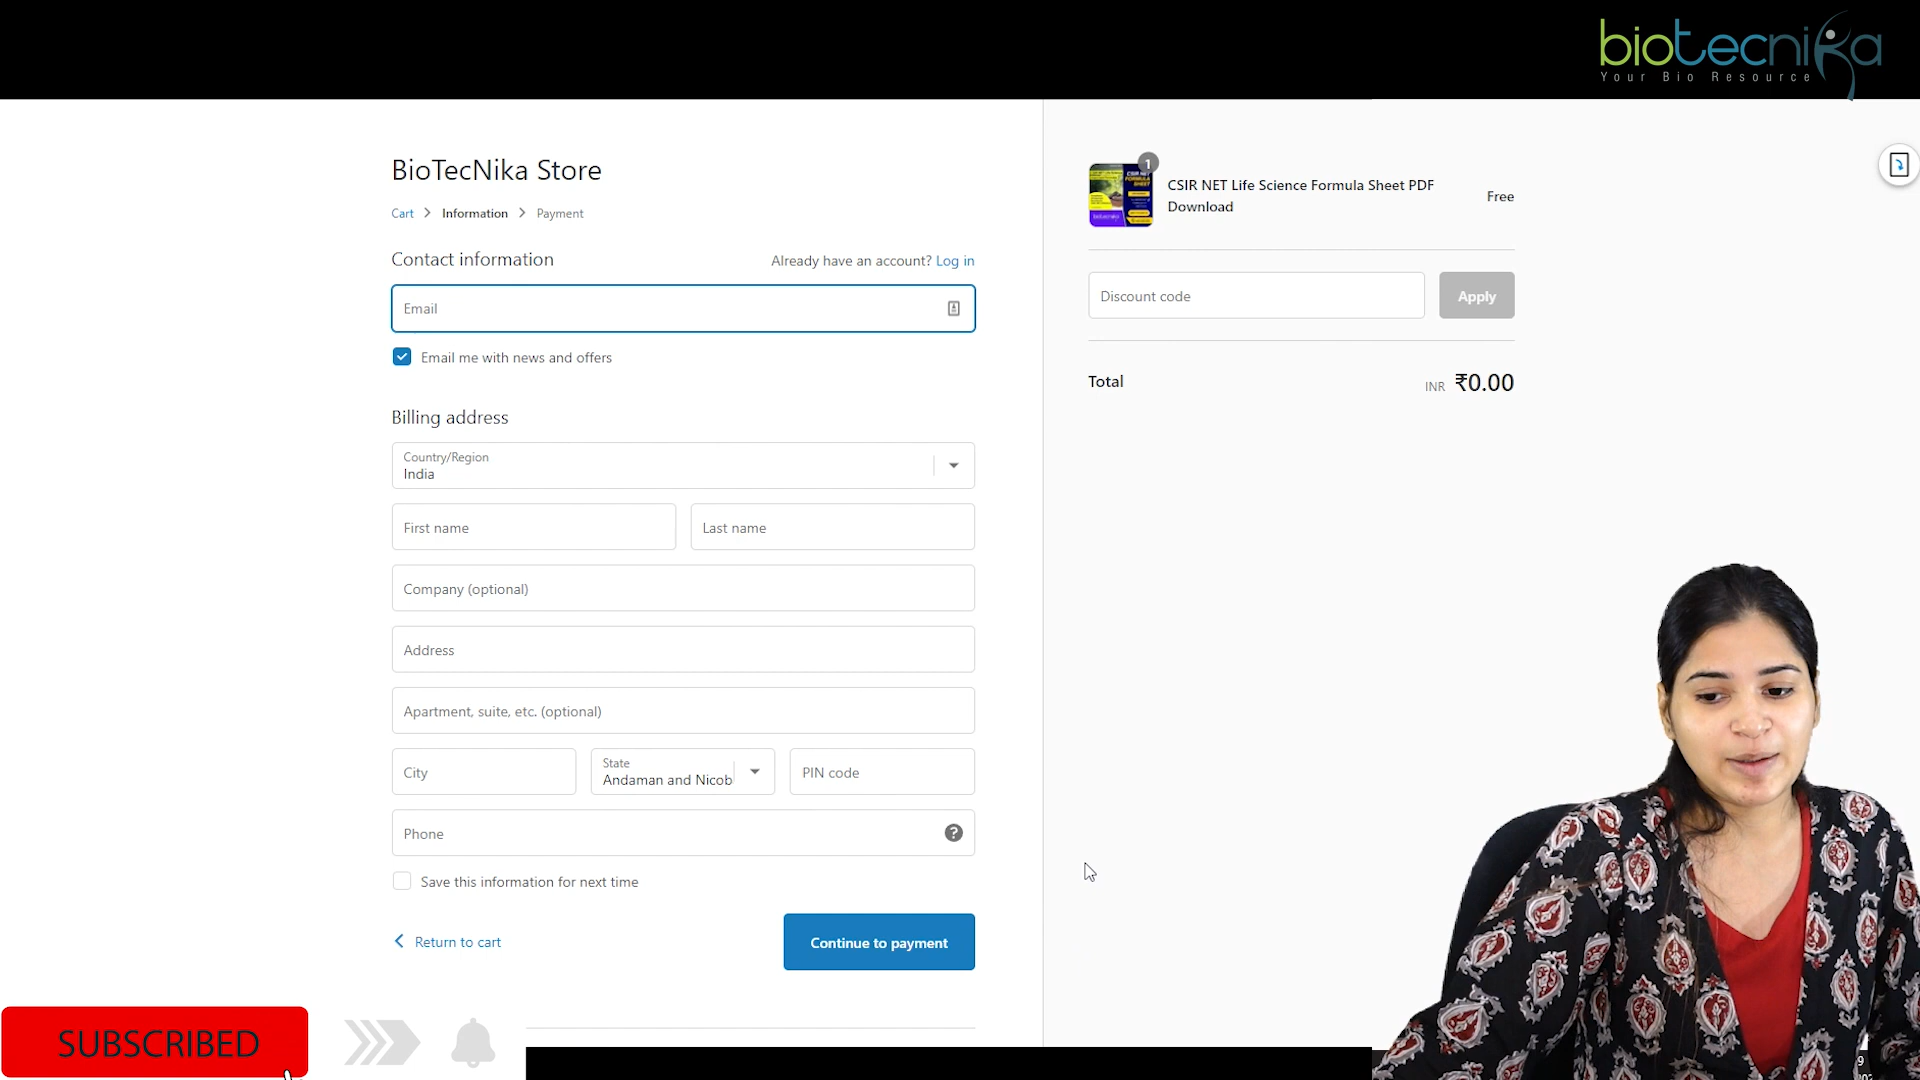 biotecnika
Your Bio Resource
BioTecNika Store
Cart > Information > Payment
Contact information
Already have an account? Log in
Email
Email me with news and offers
Billing address
Country/Region
India
First name
Last name
Company (optional)
Address
Apartment, suite, etc. (optional)
City
State
Andaman and Nicob
PIN code
Phone
?
Save this information for next time
Return to cart
Continue to payment
1
CSIR NET Life Science Formula Sheet PDF
Download
Free
Discount code
Apply
Total
INR ₹0.00
SUBSCRIBED